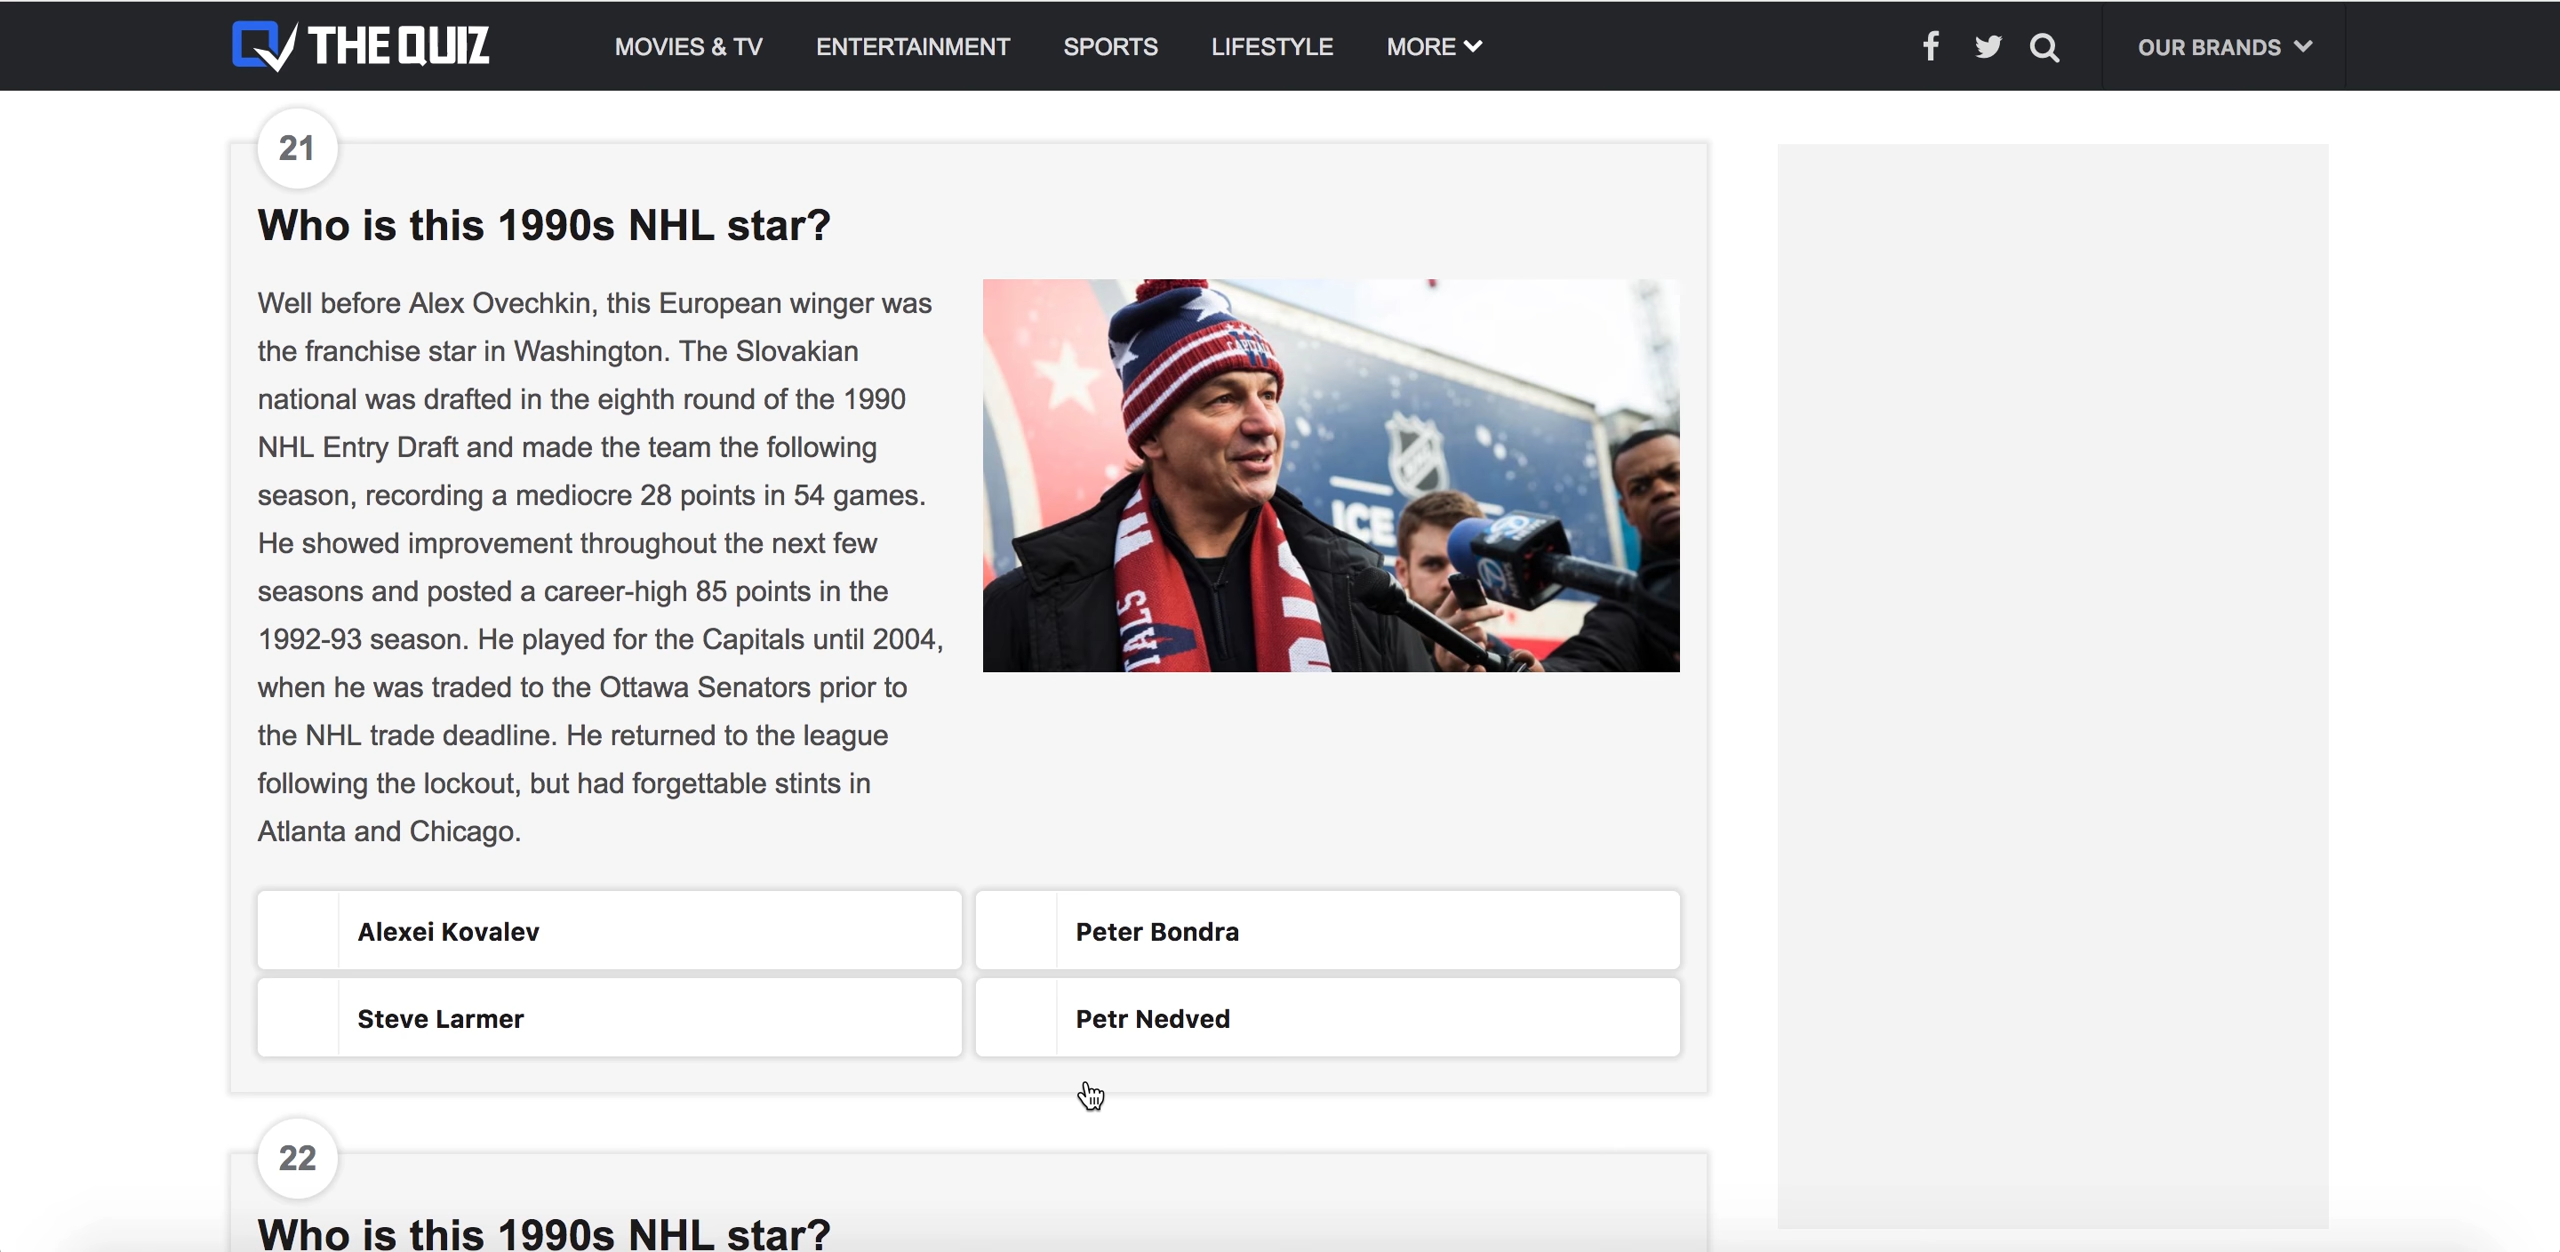 THE QUIZ
MOVIES & TV
ENTERTAINMENT
SPORTS
LIFESTYLE
MORE
OUR BRANDS
21
Who is this 1990s NHL star?
Well before Alex Ovechkin, this European winger was
the franchise star in Washington. The Slovakian
national was drafted in the eighth round of the 1990
NHL Entry Draft and made the team the following
season, recording a mediocre 28 points in 54 games.
He showed improvement throughout the next few
seasons and posted a career-high 85 points in the
1992-93 season. He played for the Capitals until 2004,
when he was traded to the Ottawa Senators prior to
the NHL trade deadline. He returned to the league
following the lockout, but had forgettable stints in
Atlanta and Chicago.
NHL
ICE
7
Alexei Kovalev
Peter Bondra
Steve Larmer
Petr Nedved
22
Who is this 1990s NHL star?